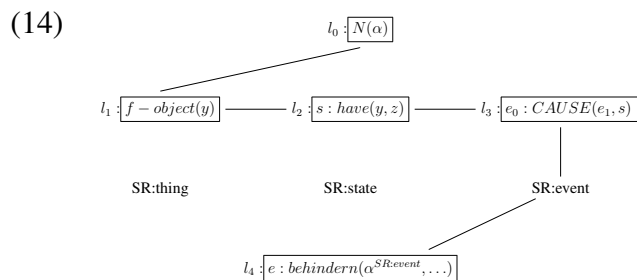 (14)
l₀ : N(α)
l₁ : f − object(y) l₂ : s : have(y, z) l₃ : e₀ : CAUSE(e₁, s)
SR:thing SR:state SR:event
l₄ : e : behindern(α^SR:event, . . .)